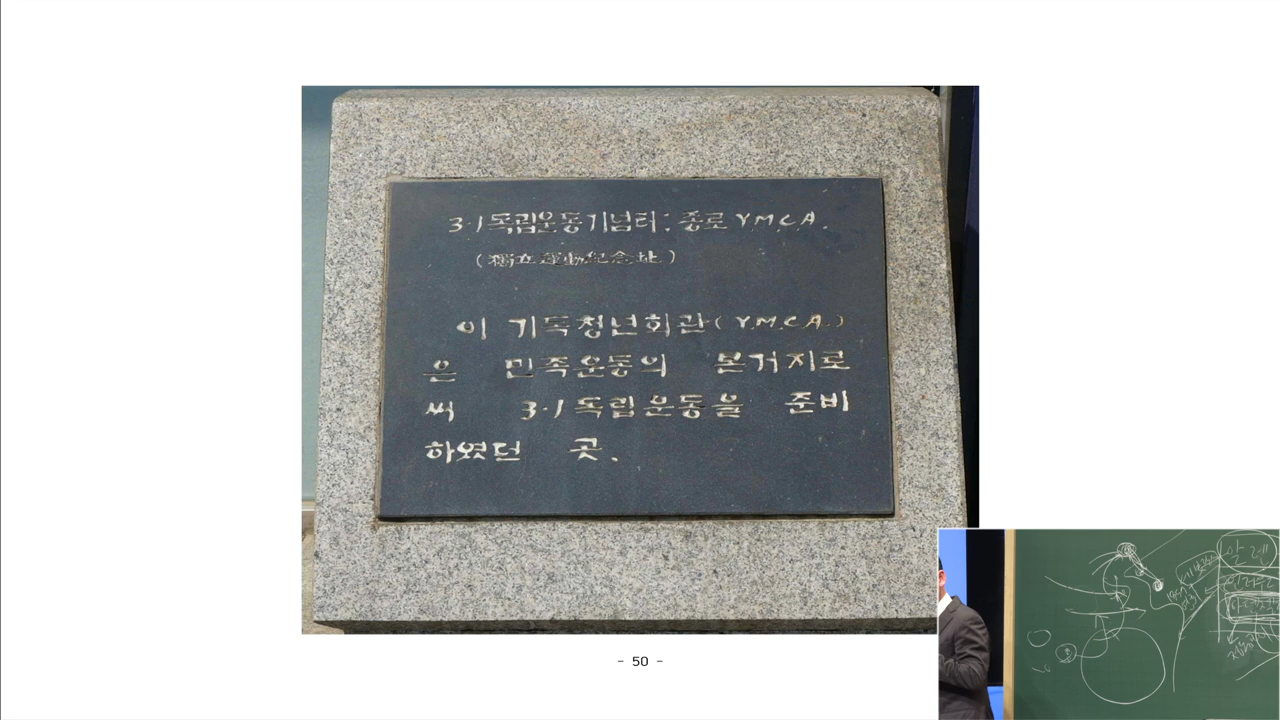 3·1독립운동기념터: 종로 Y.M.C.A.
(獨立運動紀念址)
이 기독청년회관(Y.M.C.A.)
은 민족운동의 본거지로
써 3·1독립운동을 준비
하였던 곳.
- 50 -